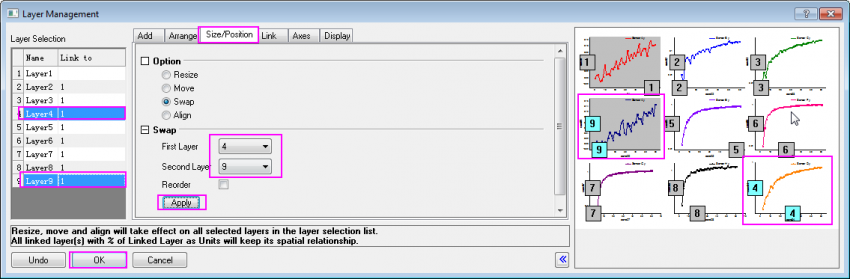 Layer Management
Layer Selection
Name Link to
1 Layer1
2 Layer2 1
3 Layer3 1
4 Layer4 1
5 Layer5 1
6 Layer6 1
7 Layer7 1
8 Layer8 1
9 Layer9 1
Add Arrange Size/Position Link Axes Display
Option
Resize
Move
Swap
Align
Swap
First Layer 4
Second Layer 9
Reorder
Apply
Resize, move and align will take effect on all selected layers in the layer selection list.
All linked layer(s) with % of Linked Layer as Units will keep its spatial relationship.
Undo OK Cancel
1 2 3
1 2 3
9 5 6
9 5 6
7 8 4
7 8 4